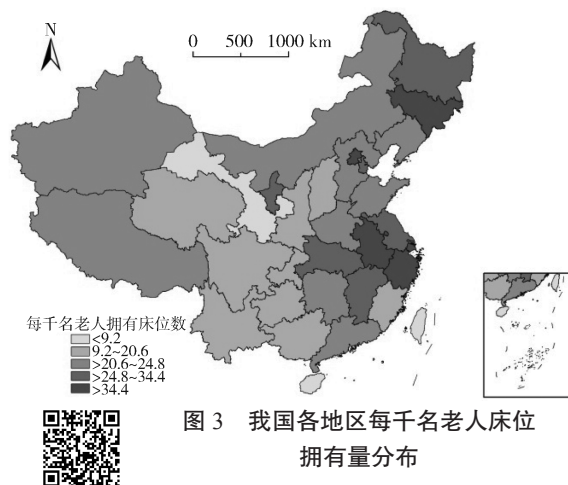 N
0 500 1000 km
每千名老人拥有床位数
<9.2
9.2~20.6
>20.6~24.8
>24.8~34.4
>34.4
图 3 我国各地区每千名老人床位
拥有量分布